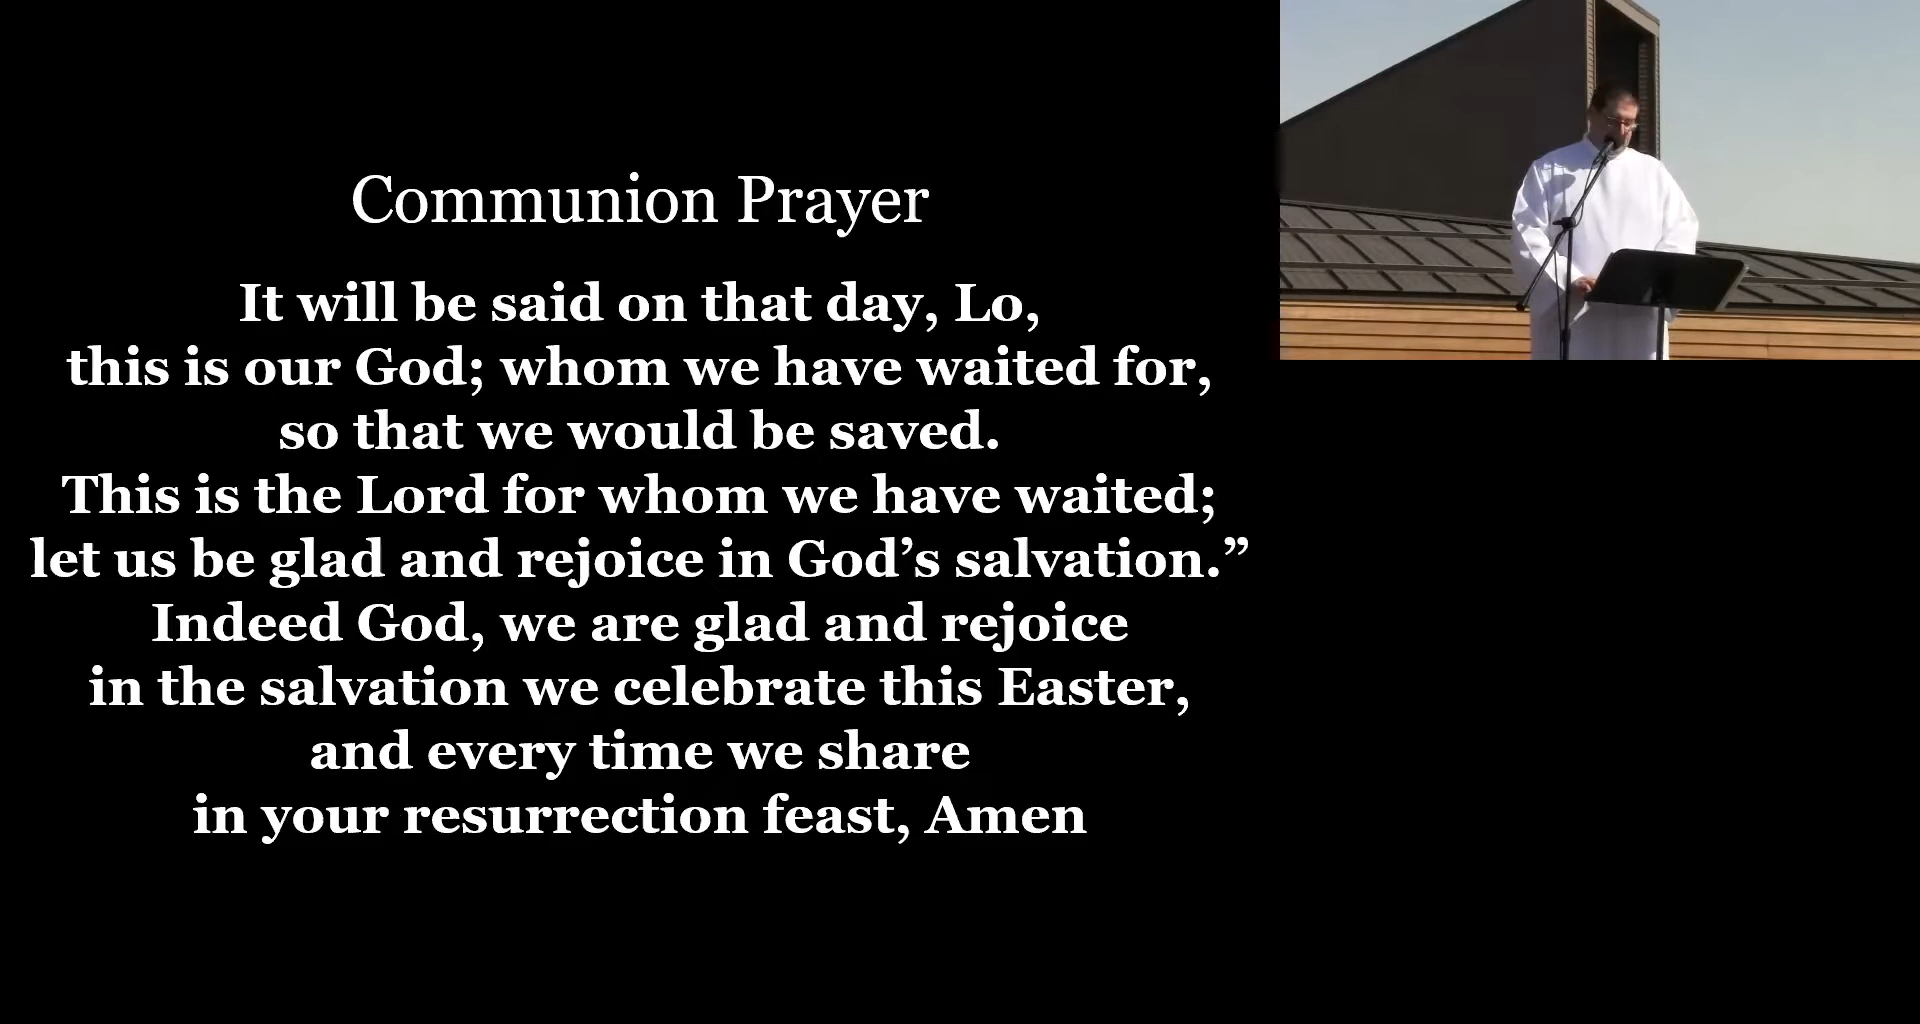 Communion Prayer
It will be said on that day, Lo,
this is our God; whom we have waited for,
so that we would be saved.
This is the Lord for whom we have waited;
let us be glad and rejoice in God’s salvation.”
Indeed God, we are glad and rejoice
in the salvation we celebrate this Easter,
and every time we share
in your resurrection feast, Amen